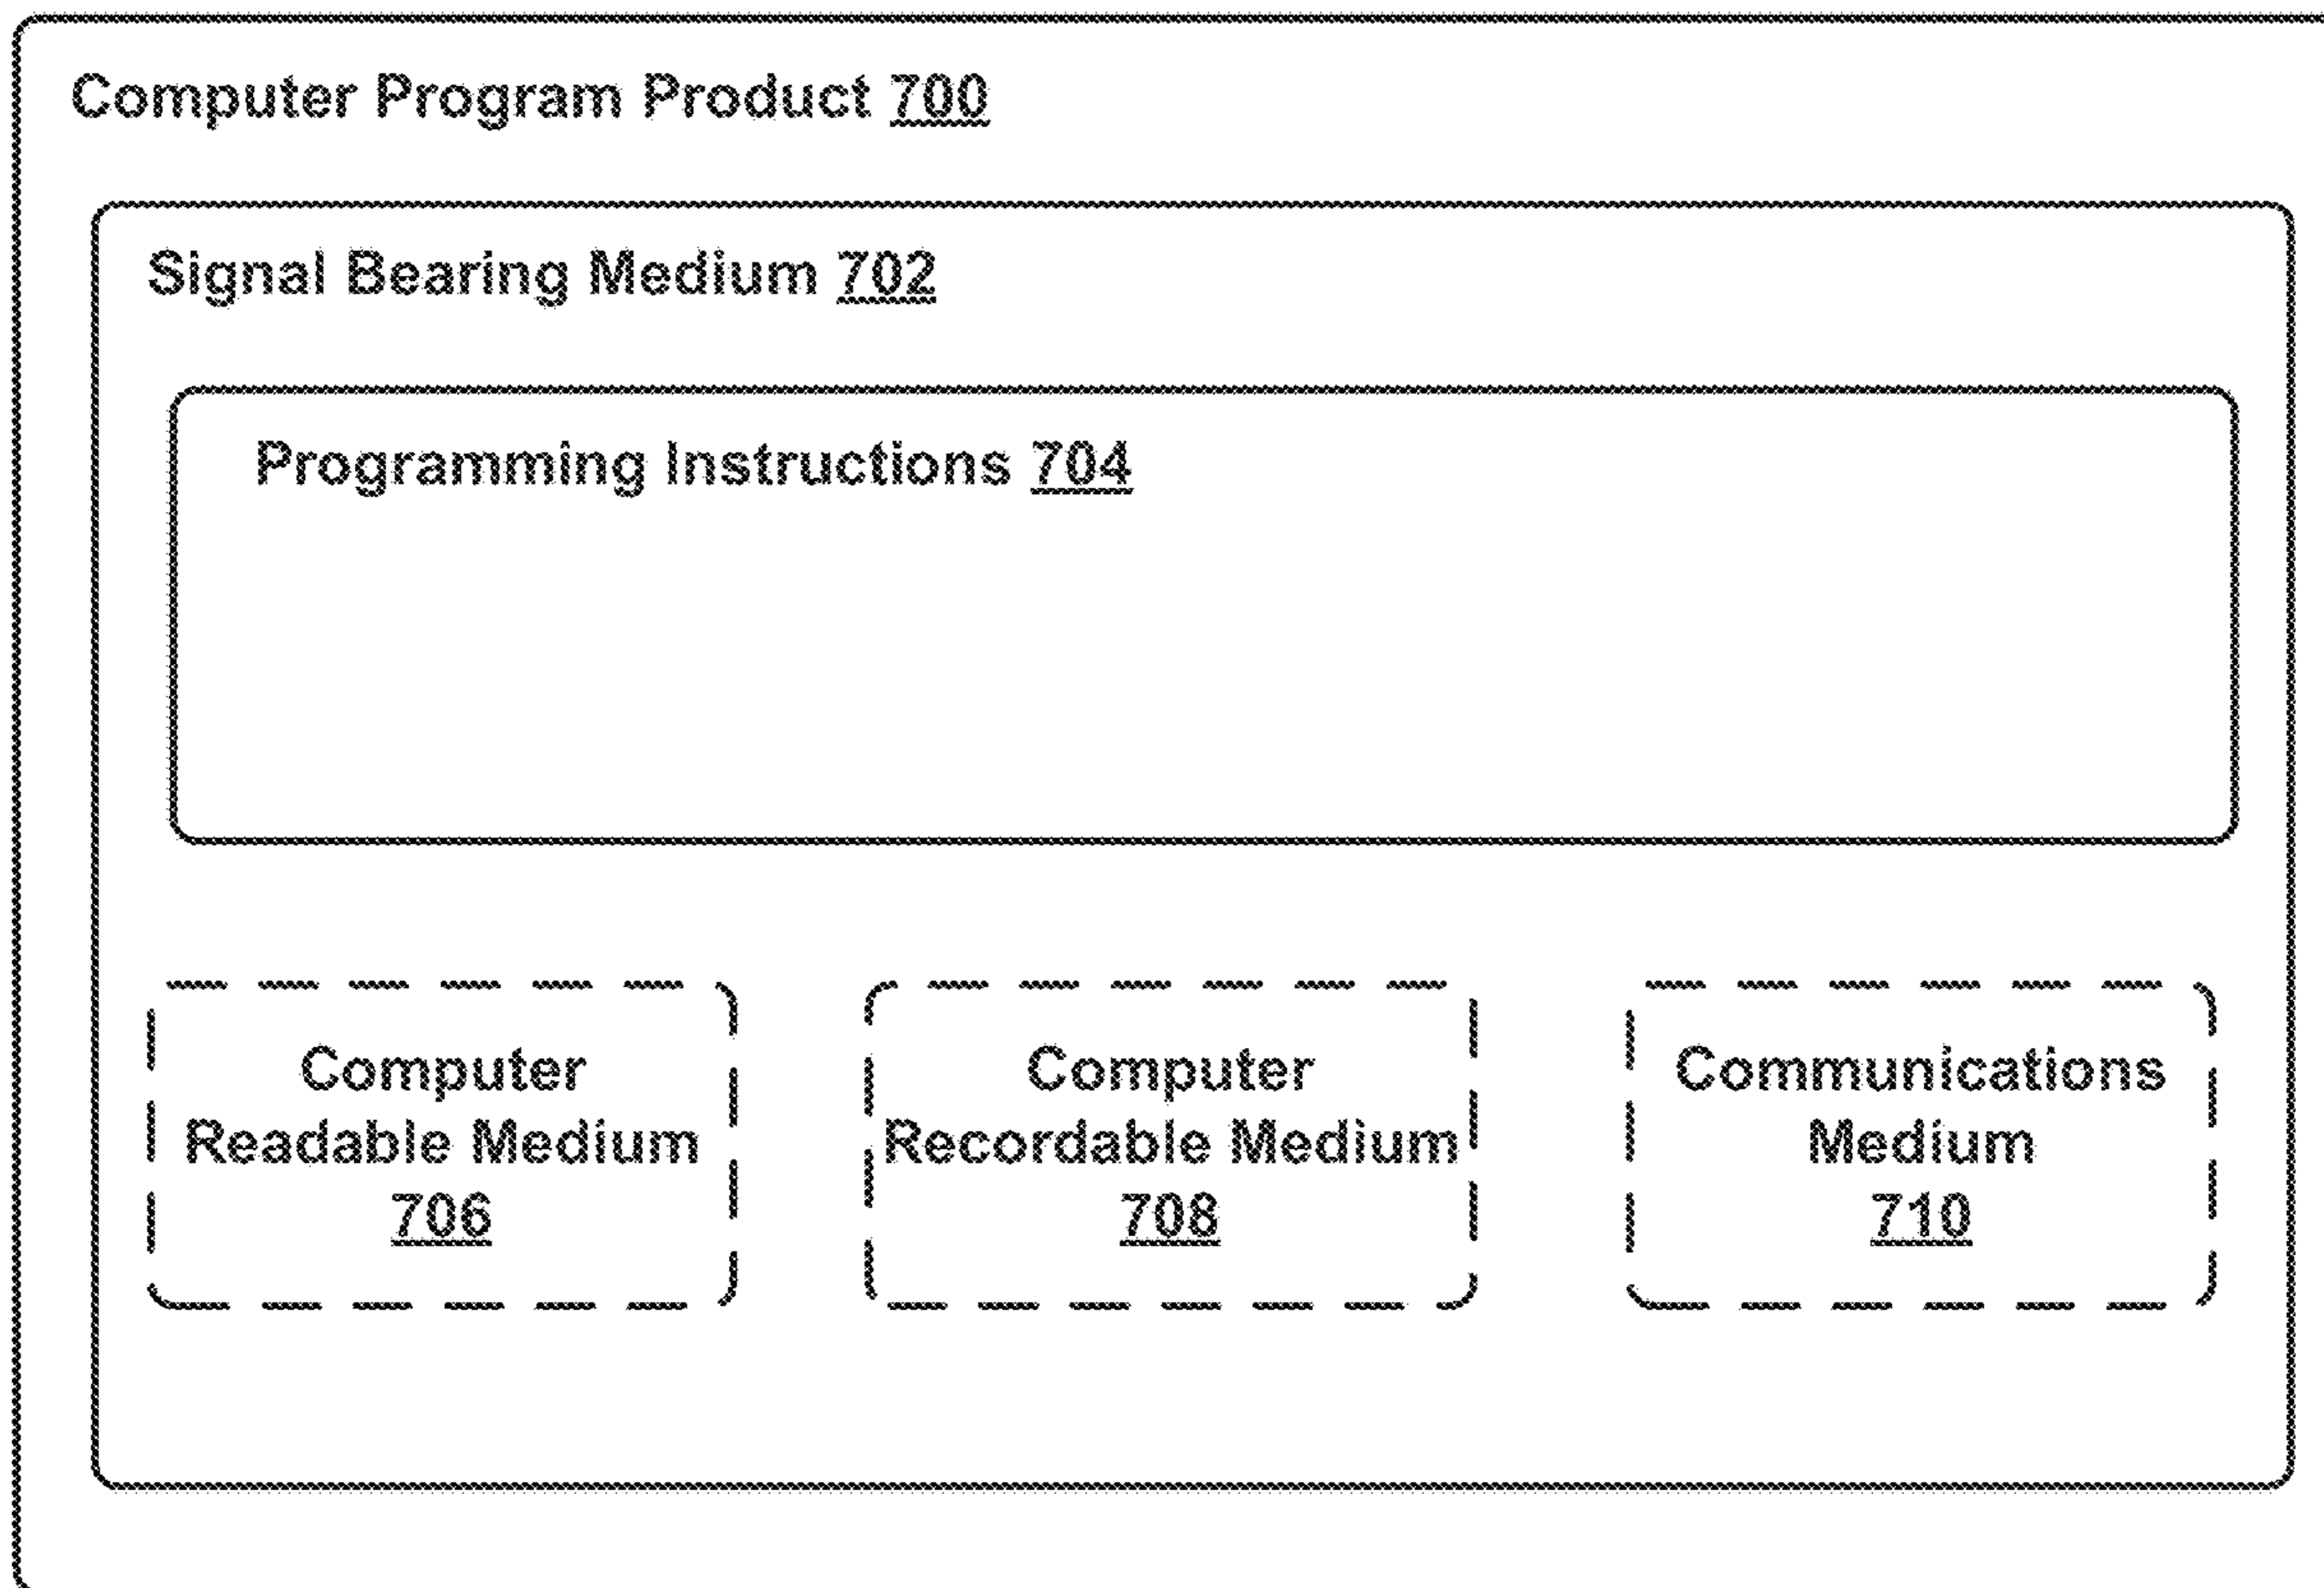 Computer Program Product 700
Signal Bearing Medium 702
Programming Instructions 704
Computer
Readable Medium
706
Computer
Recordable Medium
708
Communications
Medium
710